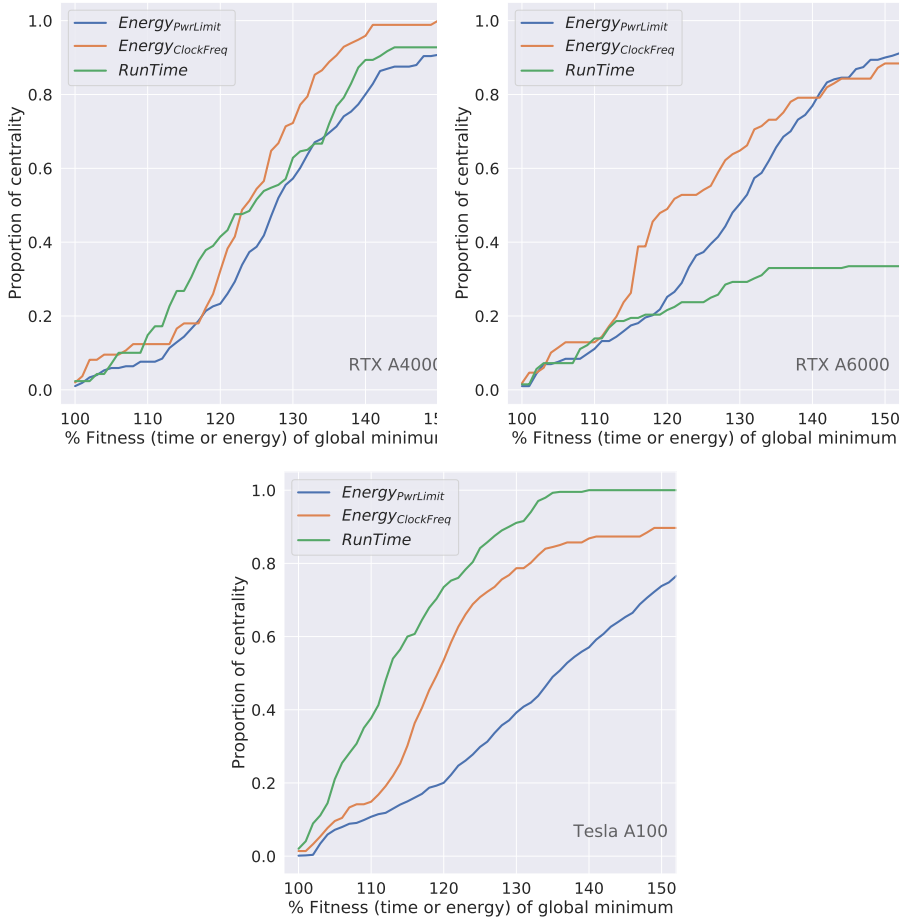 1.0
0.8
0.6
0.4
0.2
0.0
Proportion of centrality
Energy_PwrLimit
Energy_ClockFreq
RunTime
RTX A4000
100 110 120 130 140 15
% Fitness (time or energy) of global minimur
1.0
0.8
0.6
0.4
0.2
0.0
Proportion of centrality
Energy_PwrLimit
Energy_ClockFreq
RunTime
RTX A6000
100 110 120 130 140 150
% Fitness (time or energy) of global minimum
1.0
0.8
0.6
0.4
0.2
0.0
Proportion of centrality
Energy_PwrLimit
Energy_ClockFreq
RunTime
Tesla A100
100 110 120 130 140 150
% Fitness (time or energy) of global minimum